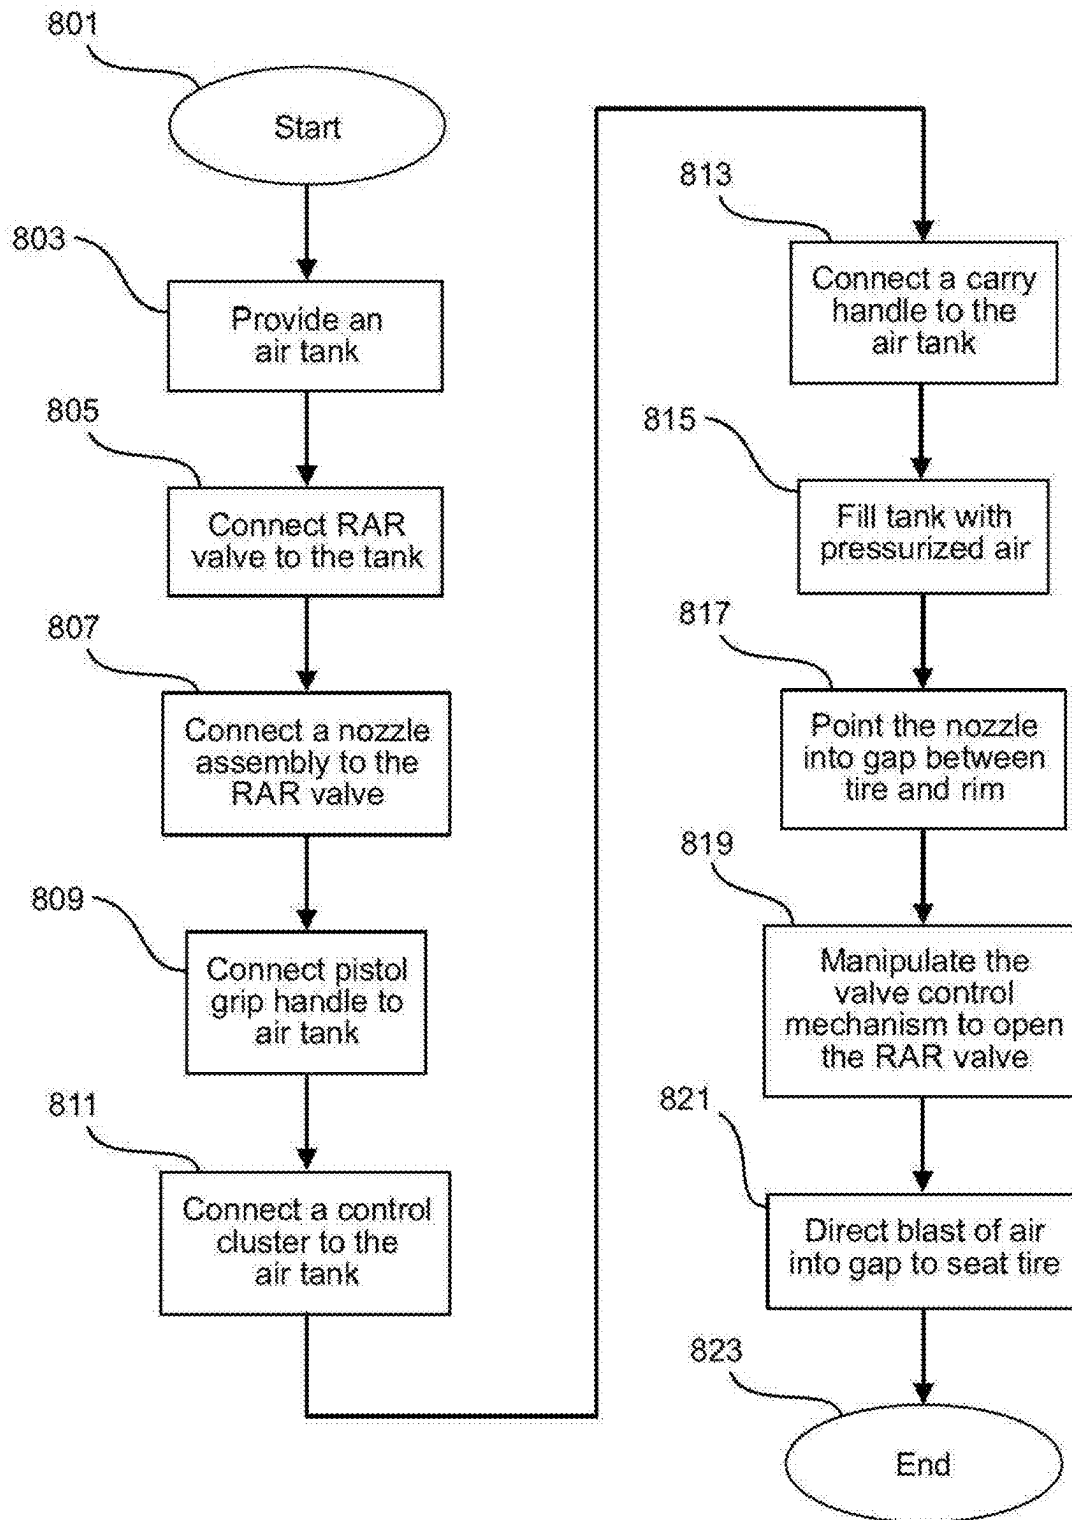 801
Start
803
Provide an
air tank
805
Connect RAR
valve to the tank
807
Connect a nozzle
assembly to the
RAR valve
809
Connect pistol
grip handle to
air tank
811
Connect a control
cluster to the
air tank
813
Connect a carry
handle to the
air tank
815
Fill tank with
pressurized air
817
Point the nozzle
into gap between
tire and rim
819
Manipulate the
valve control
mechanism to open
the RAR valve
821
Direct blast of air
into gap to seat tire
823
End